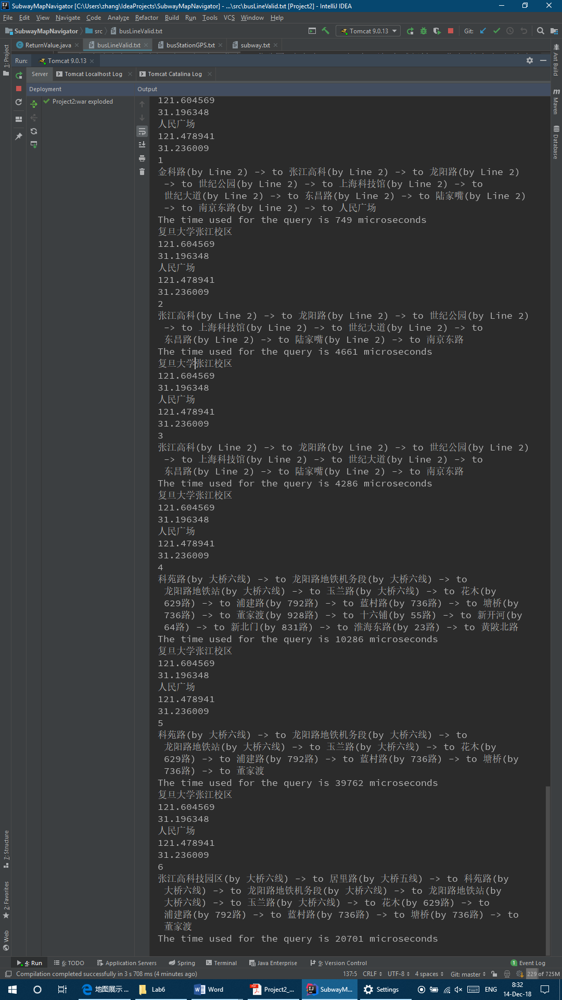 SubwayMapNavigator [C:\Users\zhang\IdeaProjects\SubwayMapNavigator] - ...\src\busLineValid.txt [Project2] - IntelliJ IDEA
File Edit View Navigate Code Analyze Refactor Build Run Tools VCS Window Help
SubwayMapNavigator src busLineValid.txt Tomcat 9.0.13 Git:
ReturnValue.java busLineValid.txt busStationGPS.txt subway.txt
1: Project
Ant Build
Maven
Database
Run: Tomcat 9.0.13
Server Tomcat Localhost Log Tomcat Catalina Log
Deployment Output
Project2:war exploded
121.604569
31.196348
人民广场
121.478941
31.236009
1
金科路(by Line 2) -> to 张江高科(by Line 2) -> to 龙阳路(by Line 2)
-> to 世纪公园(by Line 2) -> to 上海科技馆(by Line 2) -> to
世纪大道(by Line 2) -> to 东昌路(by Line 2) -> to 陆家嘴(by Line 2)
-> to 南京东路(by Line 2) -> to 人民广场
The time used for the query is 749 microseconds
复旦大学张江校区
121.604569
31.196348
人民广场
121.478941
31.236009
2
张江高科(by Line 2) -> to 龙阳路(by Line 2) -> to 世纪公园(by Line 2)
-> to 上海科技馆(by Line 2) -> to 世纪大道(by Line 2) -> to
东昌路(by Line 2) -> to 陆家嘴(by Line 2) -> to 南京东路
The time used for the query is 4661 microseconds
复旦大学张江校区
121.604569
31.196348
人民广场
121.478941
31.236009
3
张江高科(by Line 2) -> to 龙阳路(by Line 2) -> to 世纪公园(by Line 2)
-> to 上海科技馆(by Line 2) -> to 世纪大道(by Line 2) -> to
东昌路(by Line 2) -> to 陆家嘴(by Line 2) -> to 南京东路
The time used for the query is 4286 microseconds
复旦大学张江校区
121.604569
31.196348
人民广场
121.478941
31.236009
4
科苑路(by 大桥六线) -> to 龙阳路地铁机务段(by 大桥六线) -> to
龙阳路地铁站(by 大桥六线) -> to 玉兰路(by 大桥六线) -> to 花木(by
629路) -> to 浦建路(by 792路) -> to 蓝村路(by 736路) -> to 塘桥(by
736路) -> to 董家渡(by 928路) -> to 十六铺(by 55路) -> to 新开河(by
64路) -> to 新北门(by 831路) -> to 淮海东路(by 23路) -> to 黄陂北路
The time used for the query is 10286 microseconds
复旦大学张江校区
121.604569
31.196348
人民广场
121.478941
31.236009
5
科苑路(by 大桥六线) -> to 龙阳路地铁机务段(by 大桥六线) -> to
龙阳路地铁站(by 大桥六线) -> to 玉兰路(by 大桥六线) -> to 花木(by
629路) -> to 浦建路(by 792路) -> to 蓝村路(by 736路) -> to 塘桥(by
736路) -> to 董家渡
The time used for the query is 39762 microseconds
复旦大学张江校区
121.604569
31.196348
人民广场
121.478941
31.236009
6
张江高科技园区(by 大桥六线) -> to 居里路(by 大桥五线) -> to 科苑路(by
大桥六线) -> to 龙阳路地铁机务段(by 大桥六线) -> to 龙阳路地铁站(by
大桥六线) -> to 玉兰路(by 大桥六线) -> to 花木(by 629路) -> to
浦建路(by 792路) -> to 蓝村路(by 736路) -> to 塘桥(by 736路) -> to
董家渡
The time used for the query is 20701 microseconds
7: Structure
2: Favorites
Web
4: Run 6: TODO Application Servers Spring Terminal Java Enterprise 9: Version Control 1 Event Log
Compilation completed successfully in 3 s 708 ms (4 minutes ago) 137:5 CRLF UTF-8 4 spaces Git: master 229 of 725M
地图展示 ... Lab6 Word Project2_... SubwayM... Settings ENG 8:32
14-Dec-18